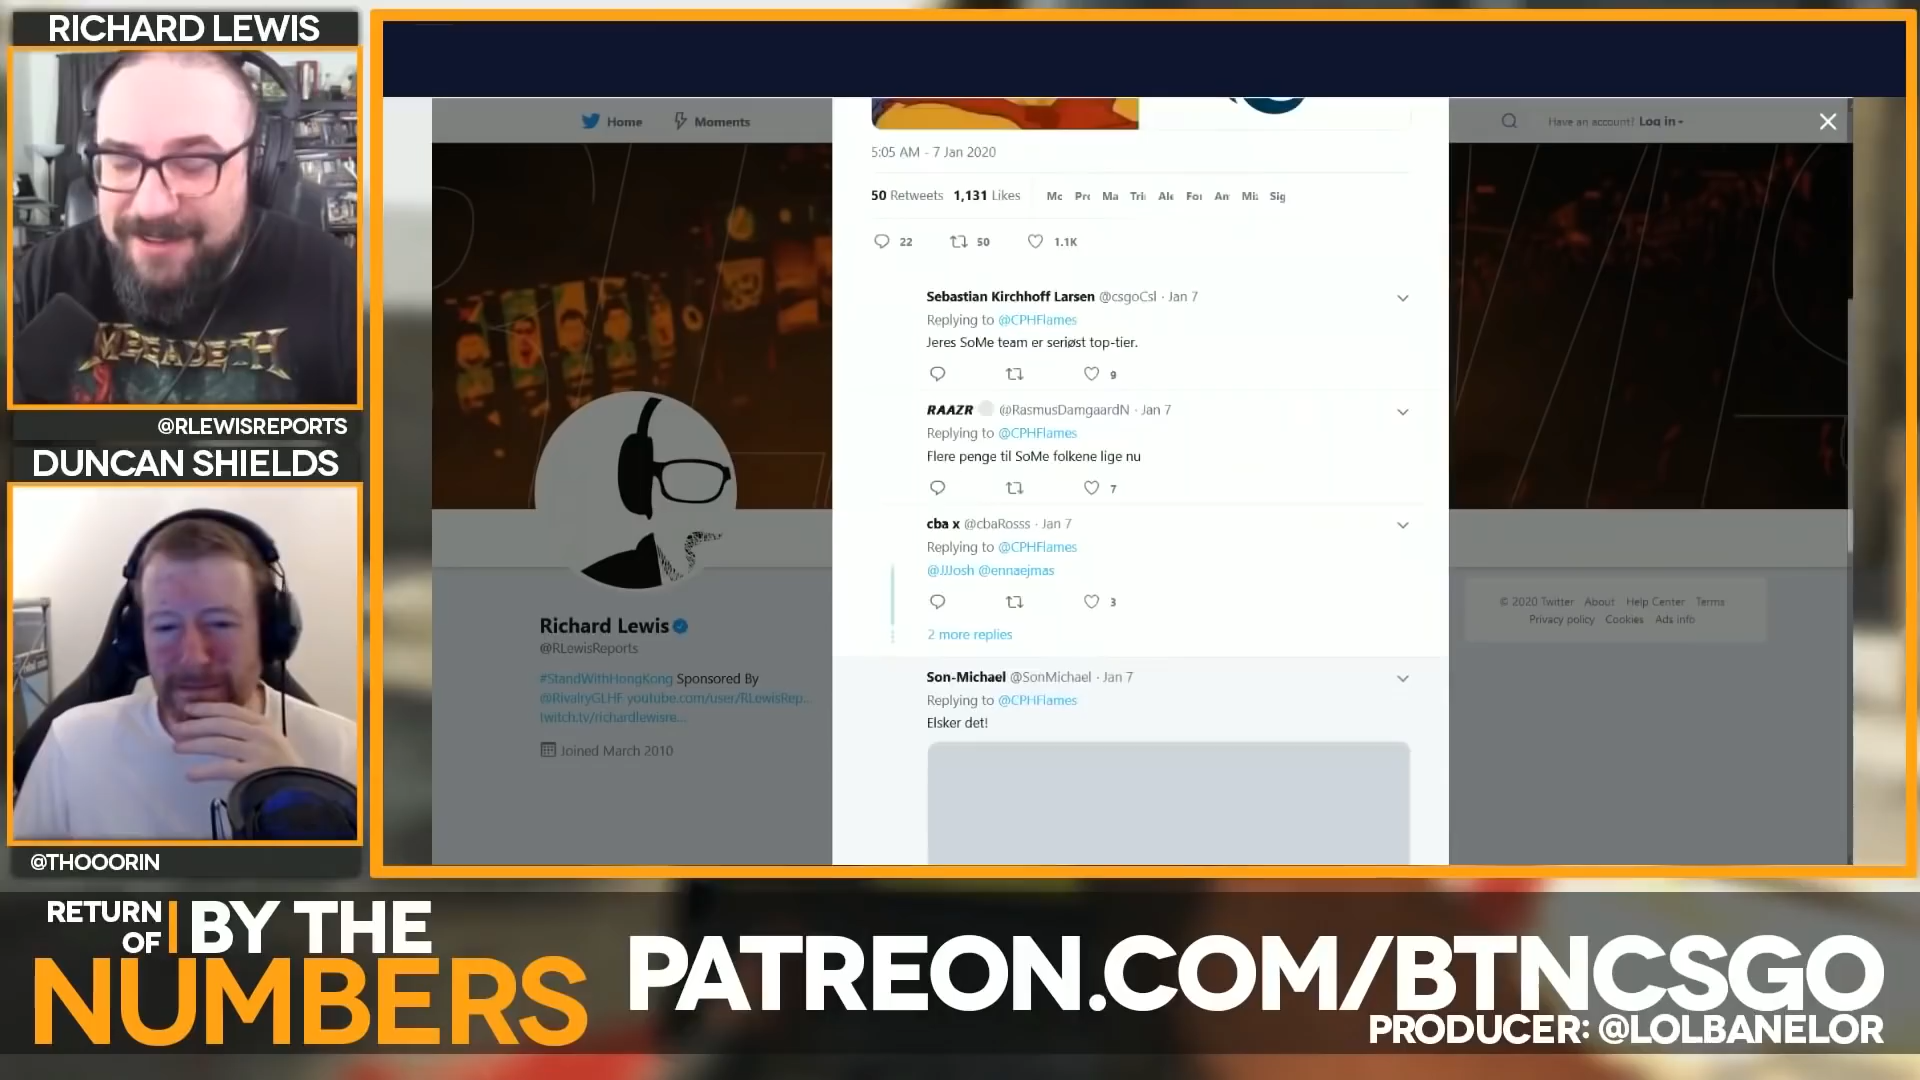 RICHARD LEWIS
@RLEWISREPORTS
DUNCAN SHIELDS
@THOOORIN
Home Moments
Have an account? Log in
5:05 AM - 7 Jan 2020
50 Retweets 1,131 Likes
22 50 1.1K
Sebastian Kirchhoff Larsen @csgoCsl · Jan 7
Replying to @CPHFlames
Jeres SoMe team er seriøst top-tier.
9
RAAZR @RasmusDamgaardN · Jan 7
Replying to @CPHFlames
Flere penge til SoMe folkene lige nu
7
cba x @cbaRosss · Jan 7
Replying to @CPHFlames
@JJJosh @ennaejmas
3
2 more replies
Son-Michael @SonMichael · Jan 7
Replying to @CPHFlames
Elsker det!
Richard Lewis
@RLewisReports
#StandWithHongKong Sponsored By
@RivalryGLHF youtube.com/user/RLewisRep...
twitch.tv/richardlewisre...
Joined March 2010
© 2020 Twitter About Help Center Terms
Privacy policy Cookies Ads info
MEGADETH
RETURN
OF
BY THE
NUMBERS
PATREON.COM/BTNCSGO
PRODUCER: @LOLBANELOR